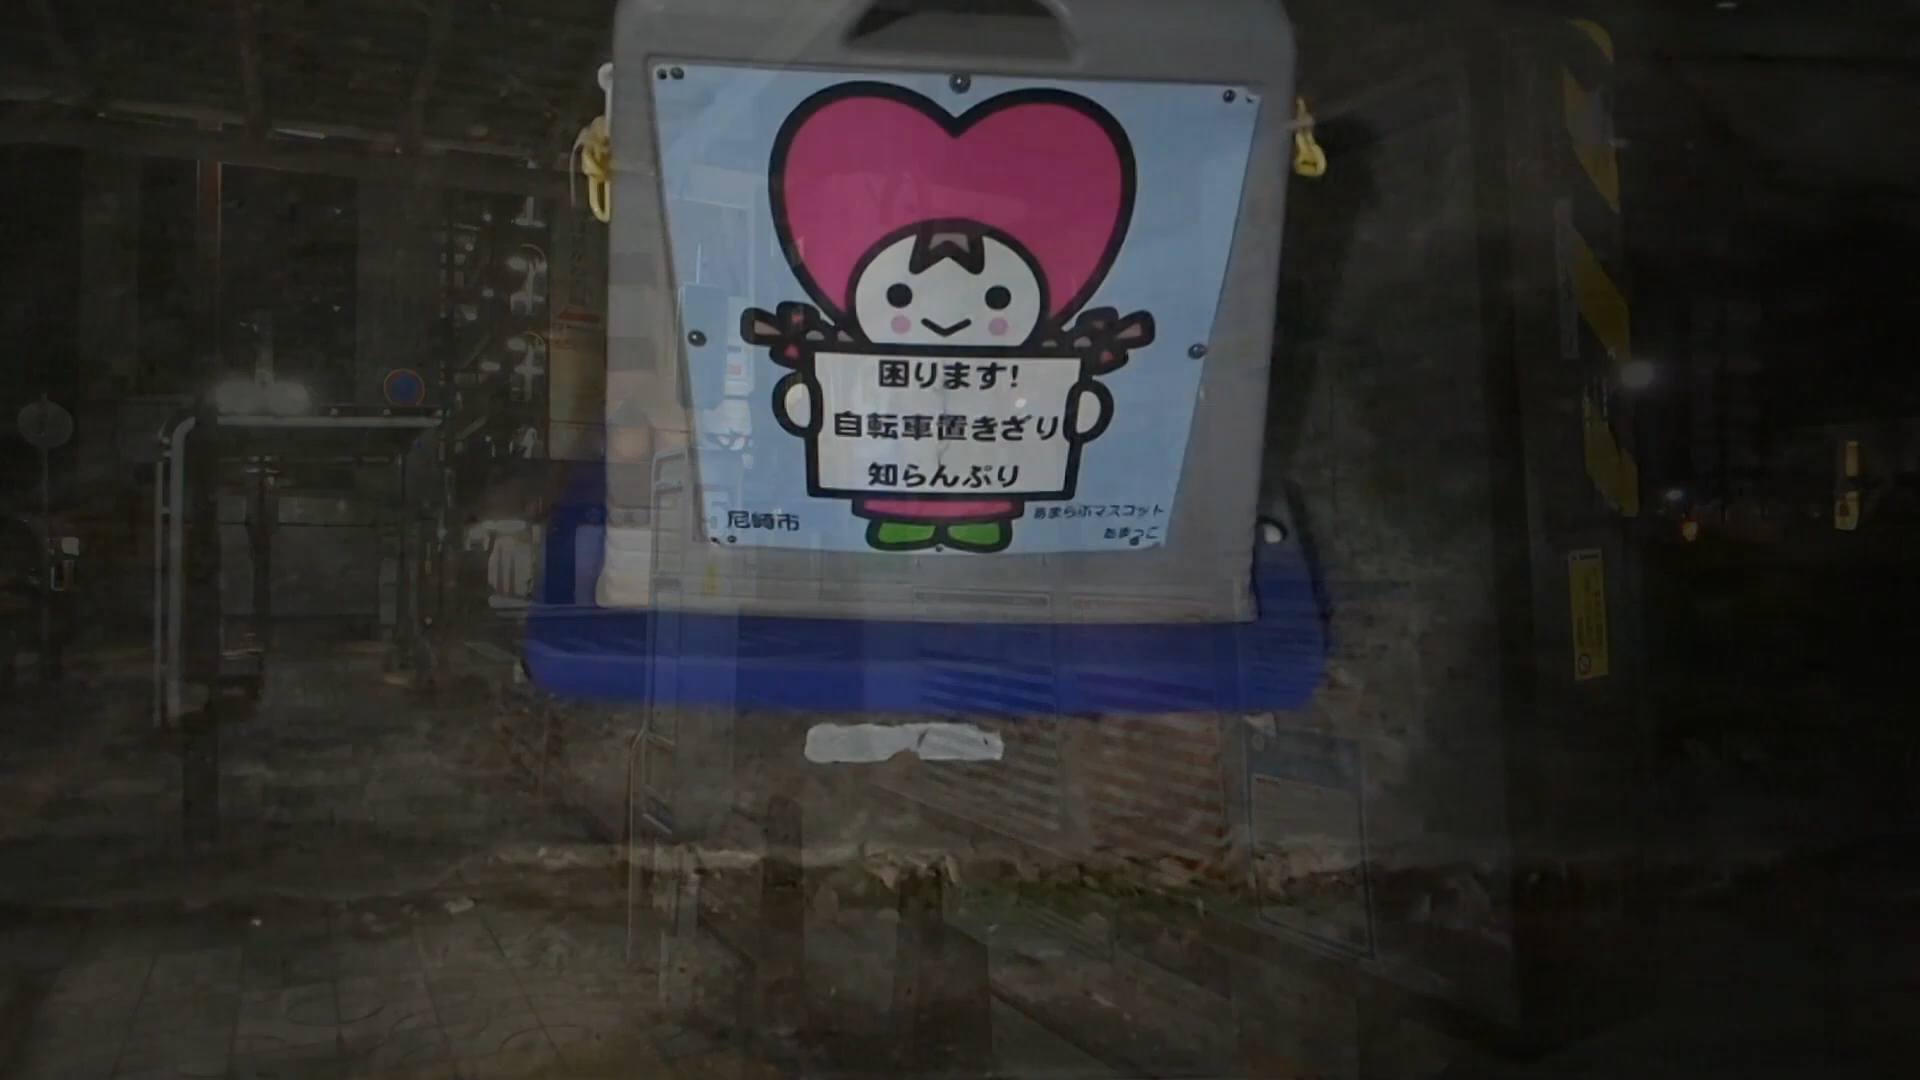 困ります!
自転車置きざり
知らんぷり
尼崎市
あまらぶマスコット
あまっこ